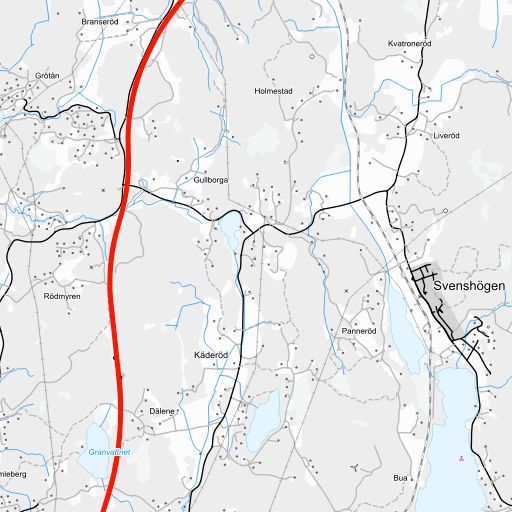 Branseröd
Kvatroneröd
Grötån
Holmestad
Liveröd
Gullborga
Svenshögen
Rödmyren
Panneröd
Käderöd
Dälene
Granvattnet
mleberg
Bua